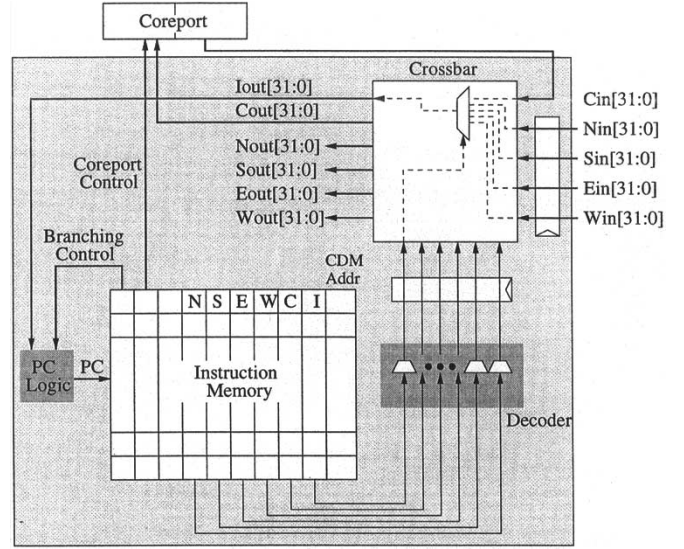 Coreport
Crossbar
Iout[31:0]
Cout[31:0]
Nout[31:0]
Sout[31:0]
Eout[31:0]
Wout[31:0]
Cin[31:0]
Nin[31:0]
Sin[31:0]
Ein[31:0]
Win[31:0]
Coreport
Control
Branching
Control
CDM
Addr
N S E W C I
PC
Logic
PC
Instruction
Memory
Decoder